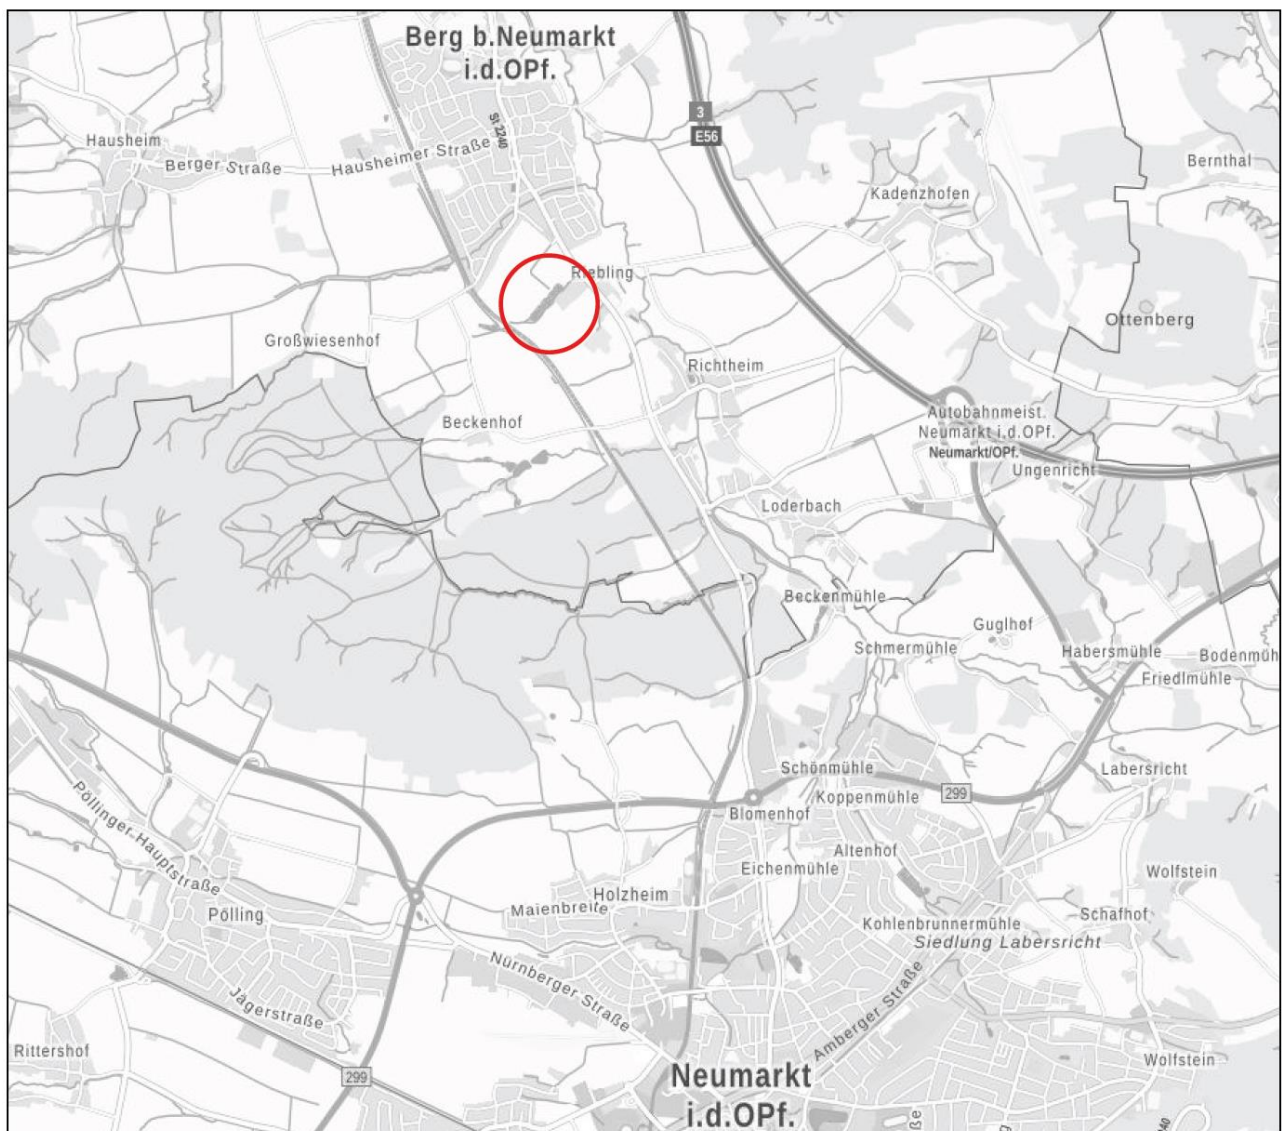 Berg b.Neumarkt
i.d.OPf.
St 2240
3
E56
Hausheim
Berger Straße
Hausheimer Straße
Bernthal
Kadenzhofen
Riebling
Ottenberg
Großwiesenhof
Richtheim
Beckenhof
Autobahnmeist.
Neumarkt i.d.OPf.
Neumarkt/OPf.
Ungenricht
Loderbach
Beckenmühle
Guglhof
Schmermühle
Habersmühle
Bodenmüh
Friedlmühle
Schönmühle
Labersricht
Koppenmühle
299
Blomenhof
Pöllinger-Hauptstraße
Altenhof
Eichenmühle
Wolfstein
Holzheim
Maienbreite
Pölling
Kohlenbrunnermühle
Schafhof
Siedlung Labersricht
Nürnberger Straße
Jägerstraße
Amberger Straße
Rittershof
Wolfstein
299
Neumarkt
i.d.OPf.
aße
40